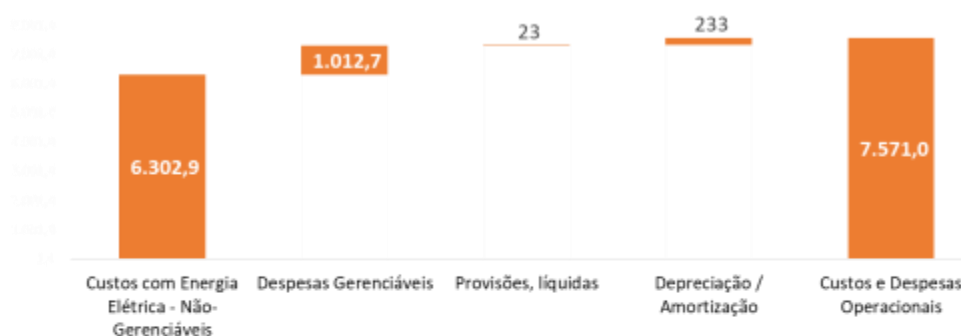 23
233
1.012,7
6.302,9
7.571,0
Custos com Energia
Elétrica - Não-
Gerenciáveis
Despesas Gerenciáveis
Provisões, líquidas
Depreciação /
Amortização
Custos e Despesas
Operacionais